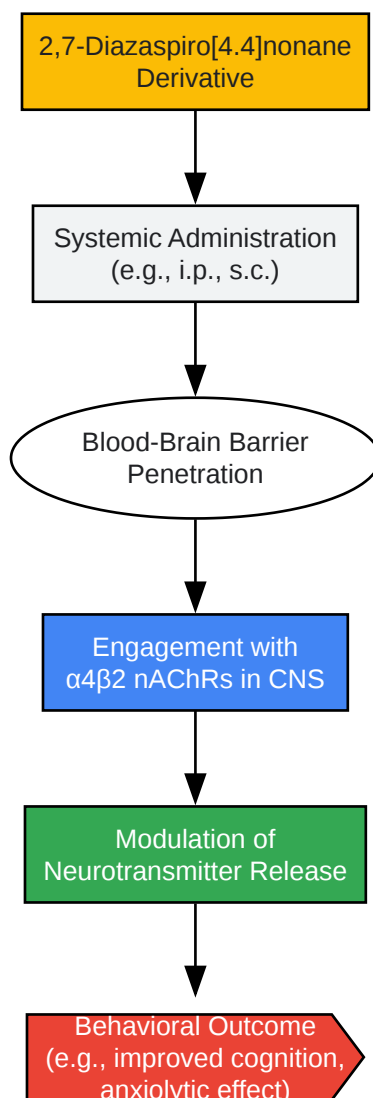 2,7-Diazaspiro[4.4]nonane
Derivative
Systemic Administration
(e.g., i.p., s.c.)
Blood-Brain Barrier
Penetration
Engagement with
α4β2 nAChRs in CNS
Modulation of
Neurotransmitter Release
Behavioral Outcome
(e.g., improved cognition,
anxiolytic effect)